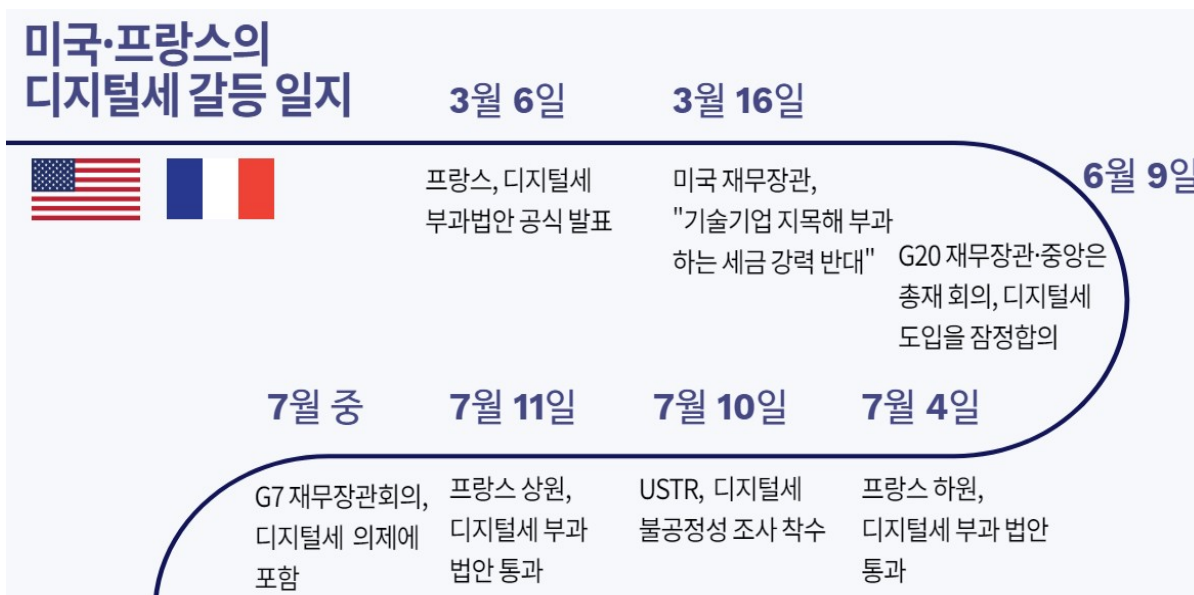 미국·프랑스의
디지털세 갈등 일지
3월 6일
프랑스, 디지털세
부과법안 공식 발표
3월 16일
미국 재무장관,
"기술기업 지목해 부과
하는 세금 강력 반대"
6월 9일
G20 재무장관·중앙은
총재 회의, 디지털세
도입을 잠정합의
7월 4일
프랑스 하원,
디지털세 부과 법안
통과
7월 10일
USTR, 디지털세
불공정성 조사 착수
7월 11일
프랑스 상원,
디지털세 부과
법안 통과
7월 중
G7 재무장관회의,
디지털세 의제에
포함